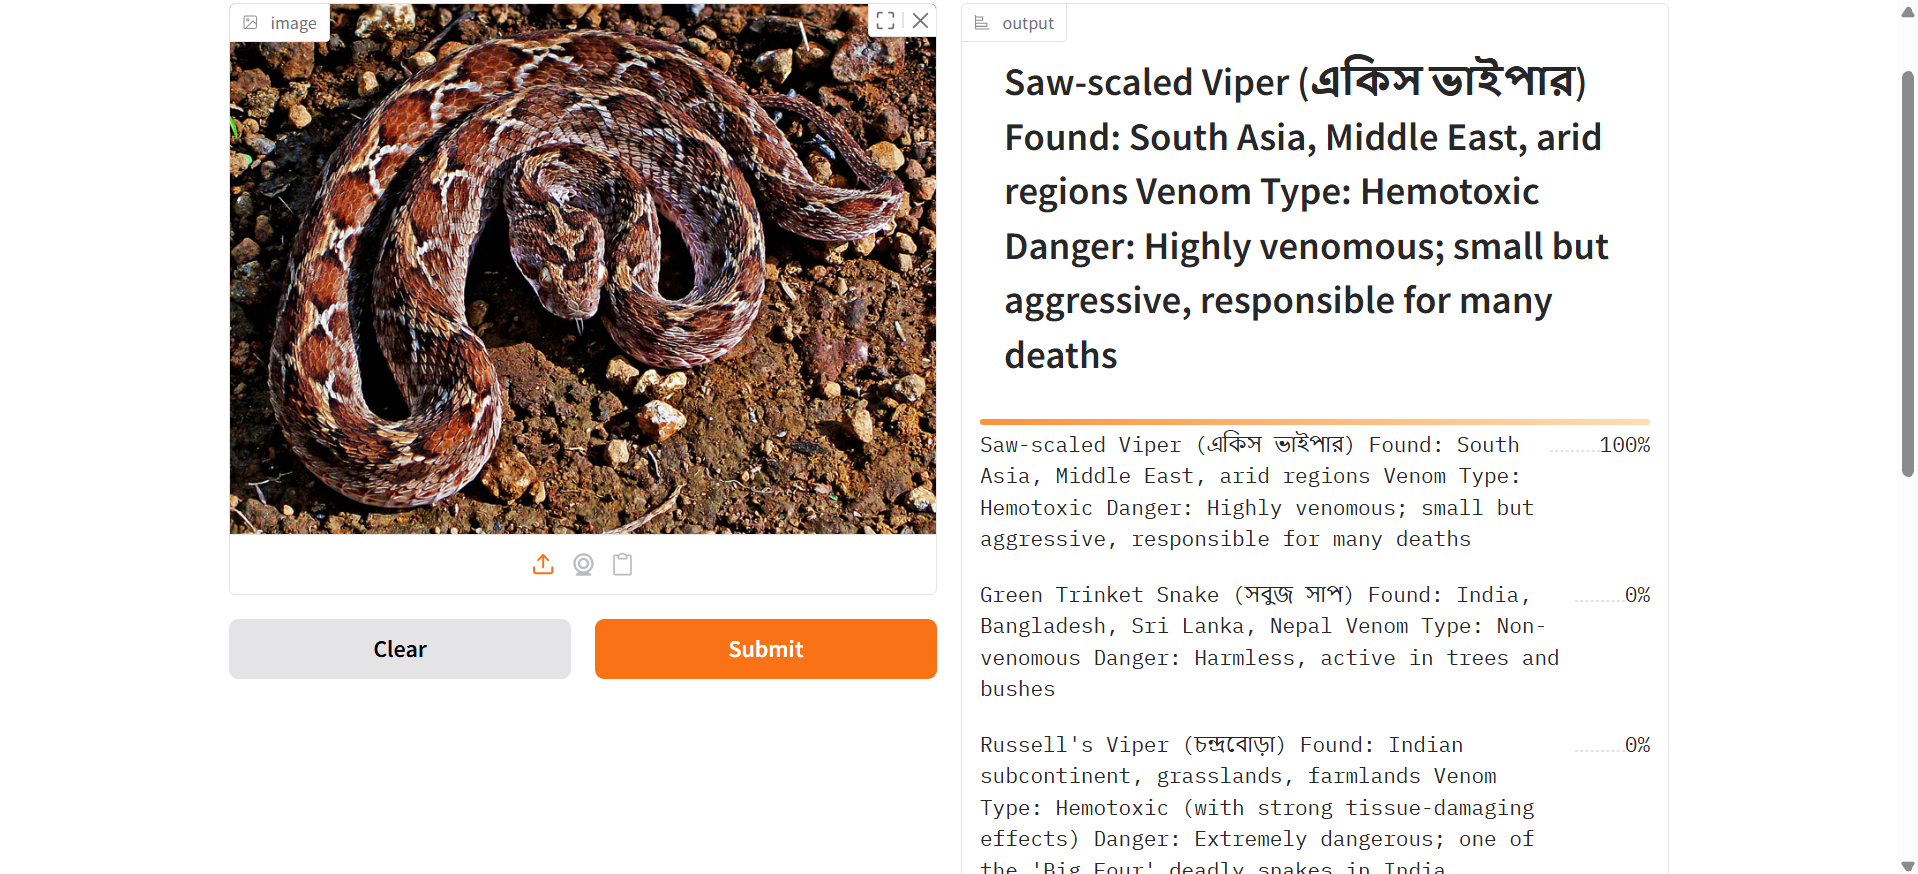 image
output
Saw-scaled Viper (একিস ভাইপার)
Found: South Asia, Middle East, arid
regions Venom Type: Hemotoxic
Danger: Highly venomous; small but
aggressive, responsible for many
deaths
Saw-scaled Viper (একিস ভাইপার) Found: South
Asia, Middle East, arid regions Venom Type:
Hemotoxic Danger: Highly venomous; small but
aggressive, responsible for many deaths
100%
Green Trinket Snake (সবুজ সাপ) Found: India,
Bangladesh, Sri Lanka, Nepal Venom Type: Non-
venomous Danger: Harmless, active in trees and
bushes
0%
Russell's Viper (চন্দ্রবোড়া) Found: Indian
subcontinent, grasslands, farmlands Venom
Type: Hemotoxic (with strong tissue-damaging
effects) Danger: Extremely dangerous; one of
the 'Big Four' deadly snakes in India
0%
Clear
Submit